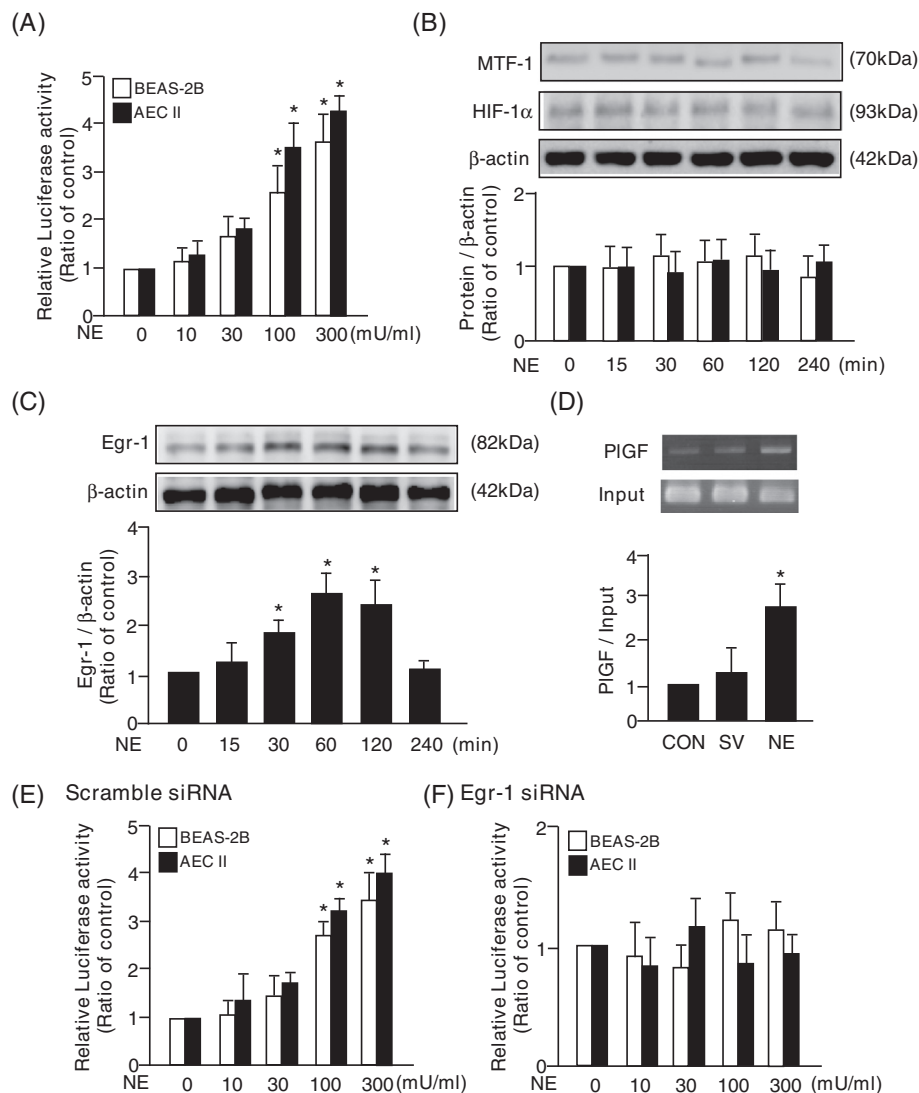 (A)
BEAS-2B
AEC II
Relative Luciferase activity
(Ratio of control)
5
4
3
2
1
0
* * * *
NE 0 10 30 100 300 (mU/ml)
(B)
MTF-1 (70kDa)
HIF-1α (93kDa)
β-actin (42kDa)
Protein / β-actin
(Ratio of control)
2
1
0
NE 0 15 30 60 120 240 (min)
(C)
Egr-1 (82kDa)
β-actin (42kDa)
Egr-1 / β-actin
(Ratio of control)
4
3
2
1
0
* * *
NE 0 15 30 60 120 240 (min)
(D)
PlGF
Input
PlGF / Input
4
3
2
1
0
*
CON SV NE
(E) Scramble siRNA
BEAS-2B
AEC II
Relative Luciferase activity
(Ratio of control)
5
4
3
2
1
0
* * * *
NE 0 10 30 100 300 (mU/ml)
(F) Egr-1 siRNA
BEAS-2B
AEC II
Relative Luciferase activity
(Ratio of control)
2
1
0
NE 0 10 30 100 300 (mU/ml)